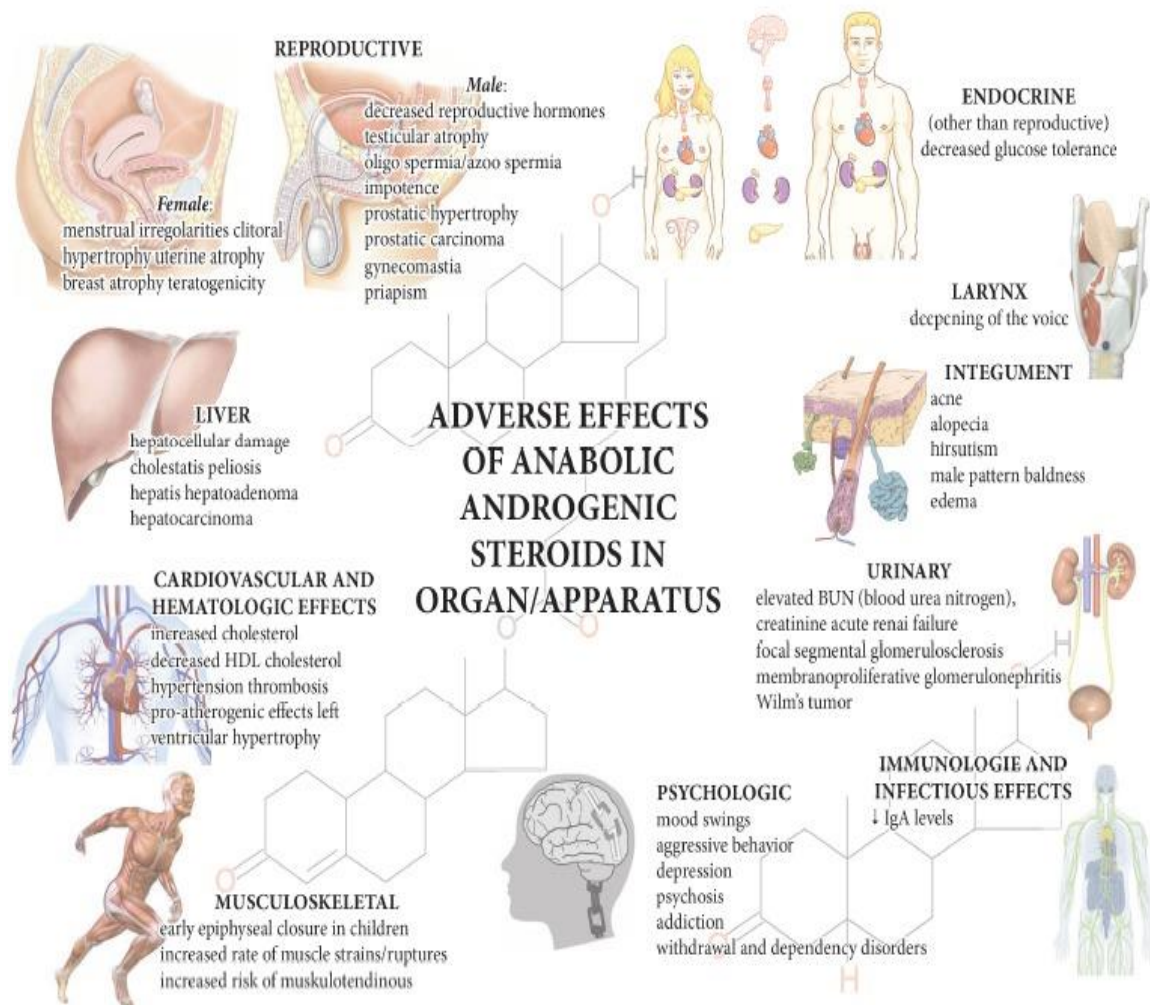 REPRODUCTIVE
Male:
decreased reproductive hormones
testicular atrophy
oligo spermia/azoo spermia
impotence
prostatic hypertrophy
prostatic carcinoma
gynecomastia
priapism
Female:
menstrual irregolarities clitoral
hypertrophy uterine atrophy
breast atrophy teratogenicity
ENDOCRINE
(other than reproductive)
decreased glucose tolerance
LARYNX
deepening of the voice
INTEGUMENT
acne
alopecia
hirsutism
male pattern baldness
edema
LIVER
hepatocellular damage
cholestatis peliosis
hepatis hepatoadenoma
hepatocarcinoma
ADVERSE EFFECTS
OF ANABOLIC
ANDROGENIC
STEROIDS IN
ORGAN/APPARATUS
CARDIOVASCULAR AND
HEMATOLOGIC EFFECTS
increased cholesterol
decreased HDL cholesterol
hypertension thrombosis
pro-atherogenic effects left
ventricular hypertrophy
URINARY
elevated BUN (blood urea nitrogen),
creatinine acute renai failure
focal segmental glomerulosclerosis
membranoproliferative glomerulonephritis
Wilm's tumor
MUSCULOSKELETAL
early epiphyseal closure in children
increased rate of muscle strains/ruptures
increased risk of muskulotendinous
PSYCHOLOGIC
mood swings
aggressive behavior
depression
psychosis
addiction
withdrawal and dependency disorders
IMMUNOLOGIE AND
INFECTIOUS EFFECTS
↓ IgA levels
O
H
O
O
O
O
H
O
O
H